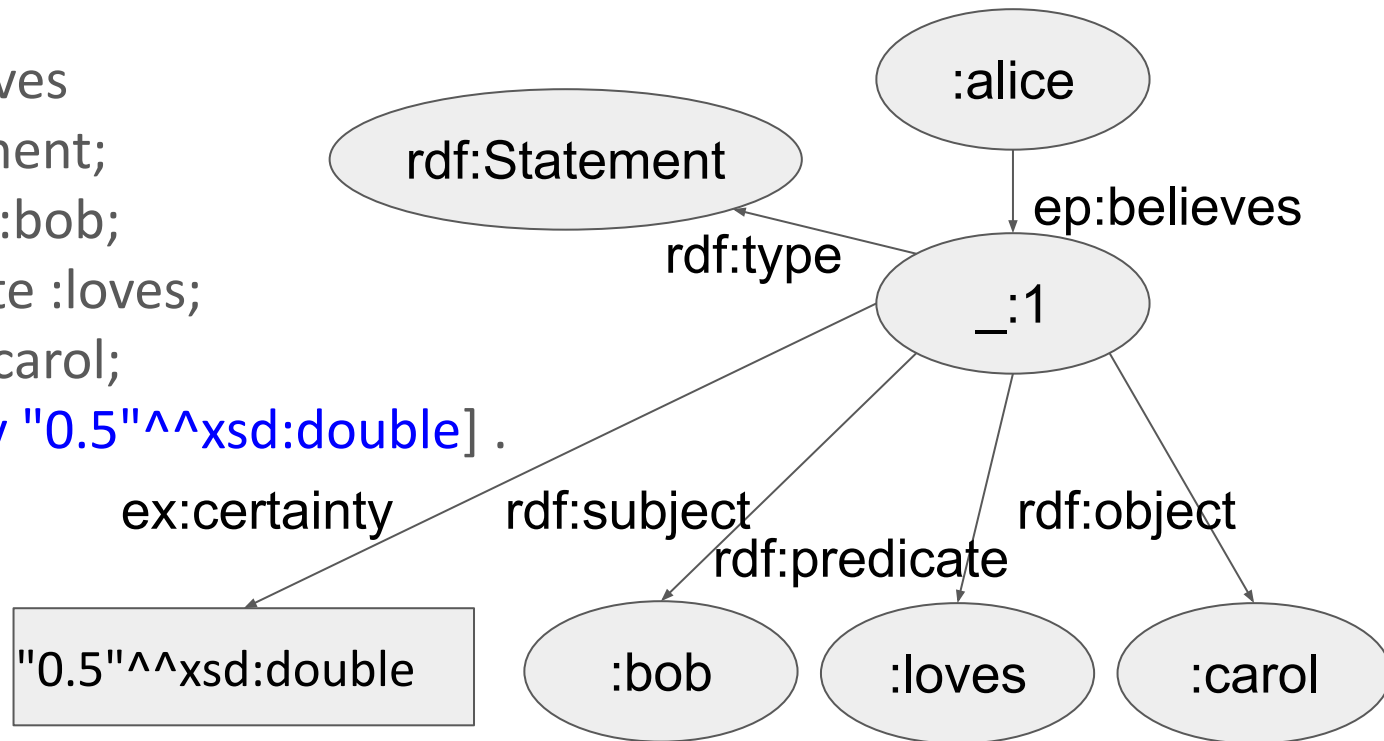 ves
nent;
:bob;
te :loves;
carol;
y "0.5"^^xsd:double] .
:alice
rdf:Statement
ep:believes
rdf:type
_:1
ex:certainty
rdf:subject
rdf:object
rdf:predicate
"0.5"^^xsd:double
:bob
:loves
:carol